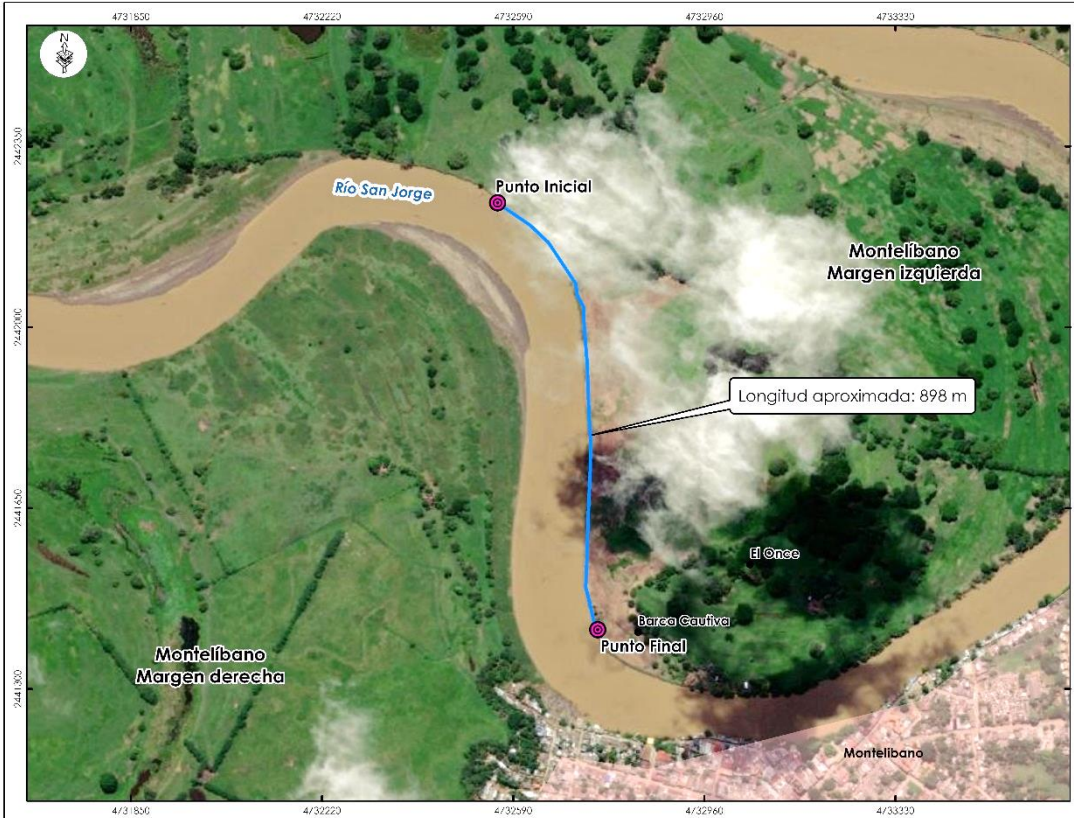 4731850 4732220 4732590 4732960 4733330
2442350
Río San Jorge
Punto Inicial
Montelíbano
Margen izquierda
2442000
Longitud aproximada: 898 m
2441650
El Once
Barca Cautiva
Punto Final
Montelíbano
Margen derecha
2441300
Montelibano
4731850 4732220 4732590 4732960 4733330